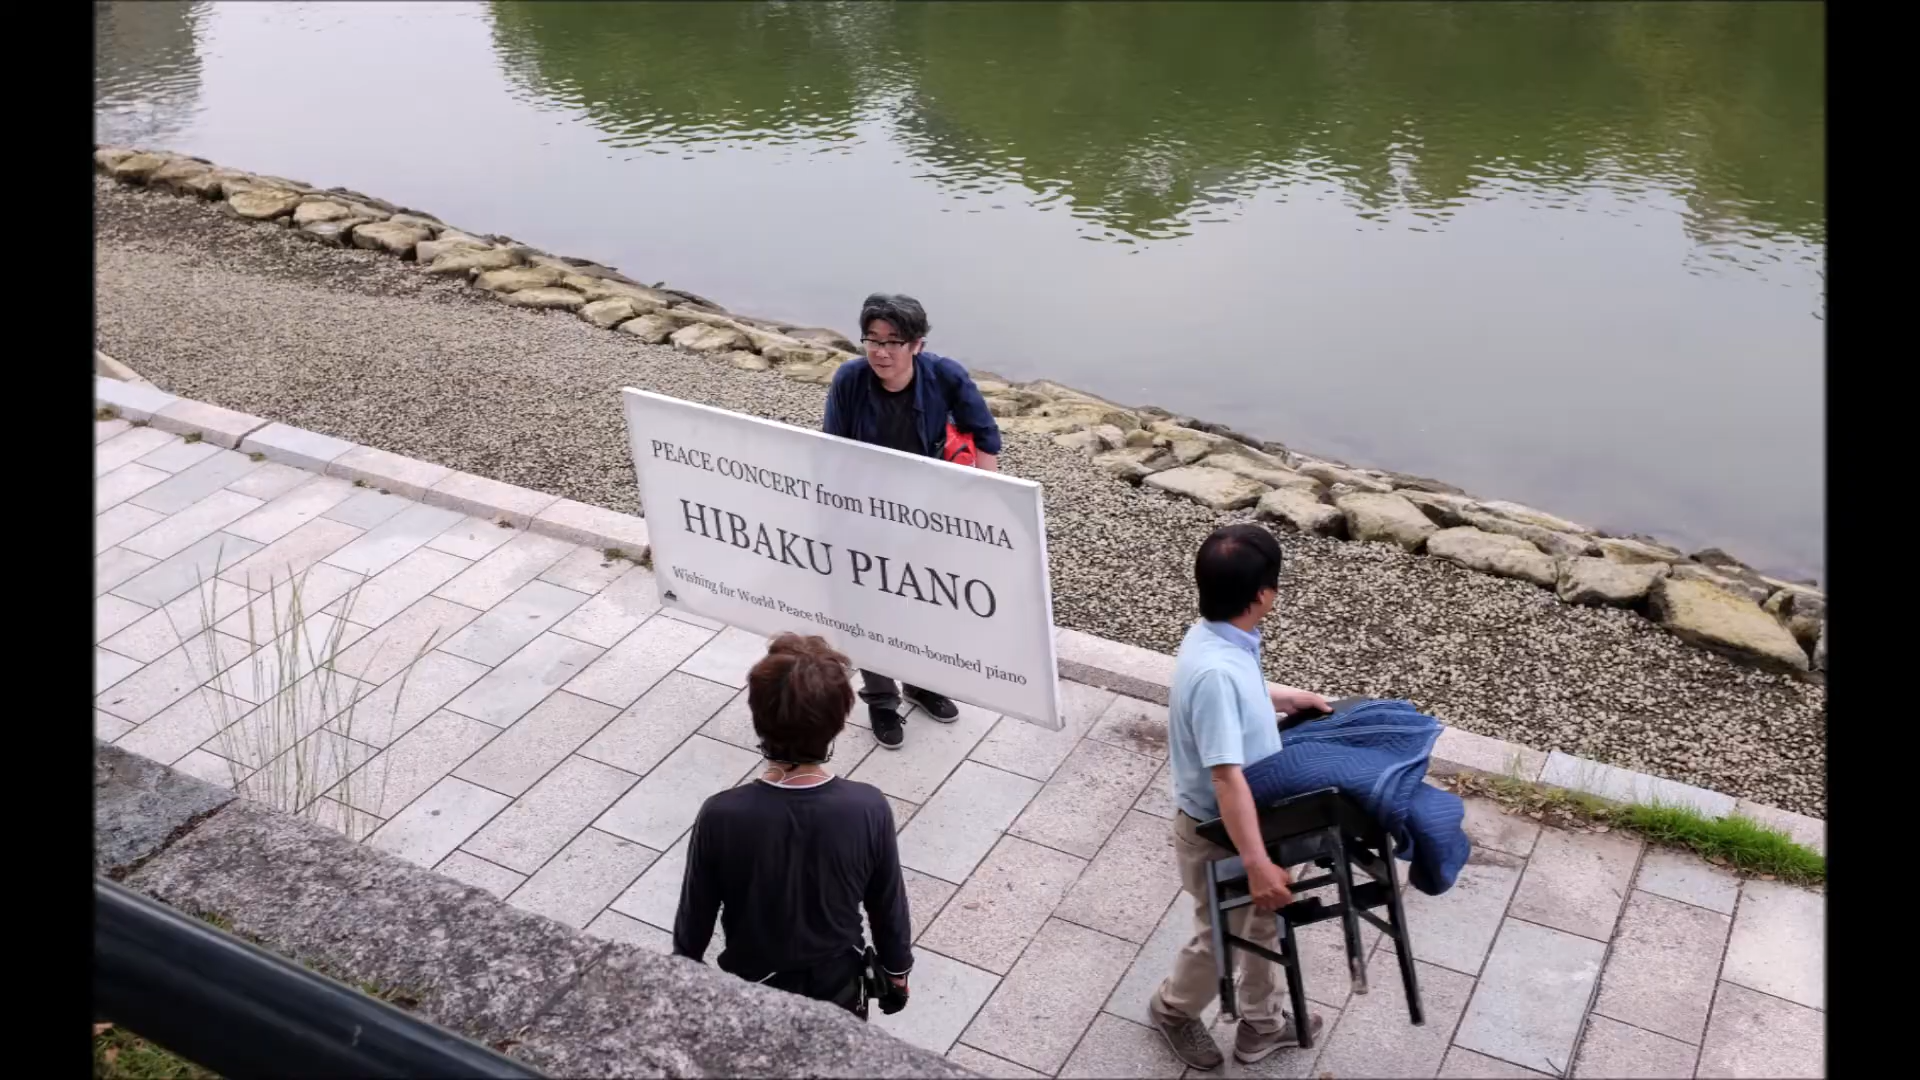 PEACE CONCERT from HIROSHIMA
HIBAKU PIANO
Wishing for World Peace through an atom-bombed piano